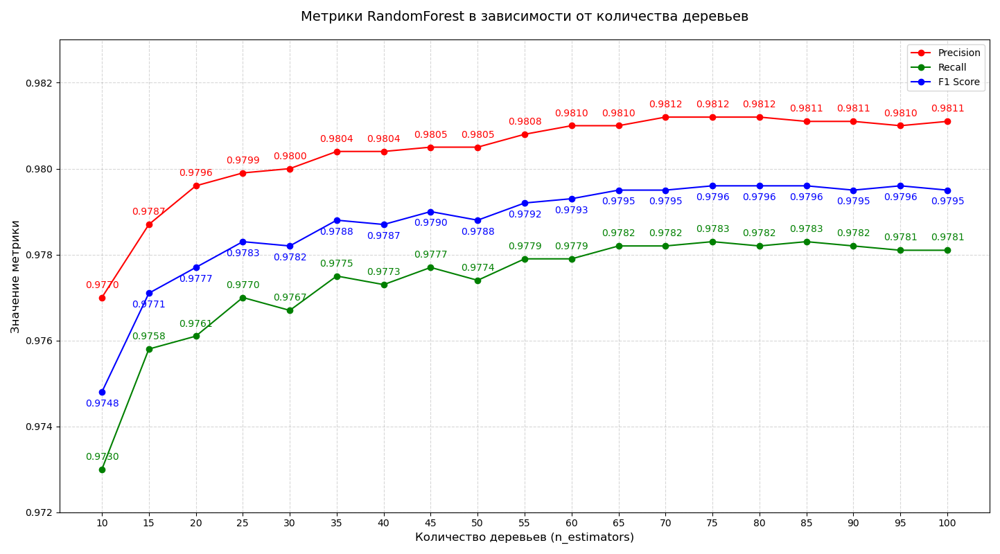 Метрики RandomForest в зависимости от количества деревьев
Precision
Recall
F1 Score
Значение метрики
0.982
0.980
0.978
0.976
0.974
0.972
0.9770 0.9787 0.9796 0.9799 0.9800 0.9804 0.9804 0.9805 0.9805 0.9808 0.9810 0.9810 0.9812 0.9812 0.9812 0.9811 0.9811 0.9810 0.9811
0.9748 0.9771 0.9777 0.9783 0.9782 0.9788 0.9787 0.9790 0.9788 0.9792 0.9793 0.9795 0.9795 0.9796 0.9796 0.9796 0.9795 0.9796 0.9795
0.9730 0.9758 0.9761 0.9770 0.9767 0.9775 0.9773 0.9777 0.9774 0.9779 0.9779 0.9782 0.9782 0.9783 0.9782 0.9783 0.9782 0.9781 0.9781
10 15 20 25 30 35 40 45 50 55 60 65 70 75 80 85 90 95 100
Количество деревьев (n_estimators)